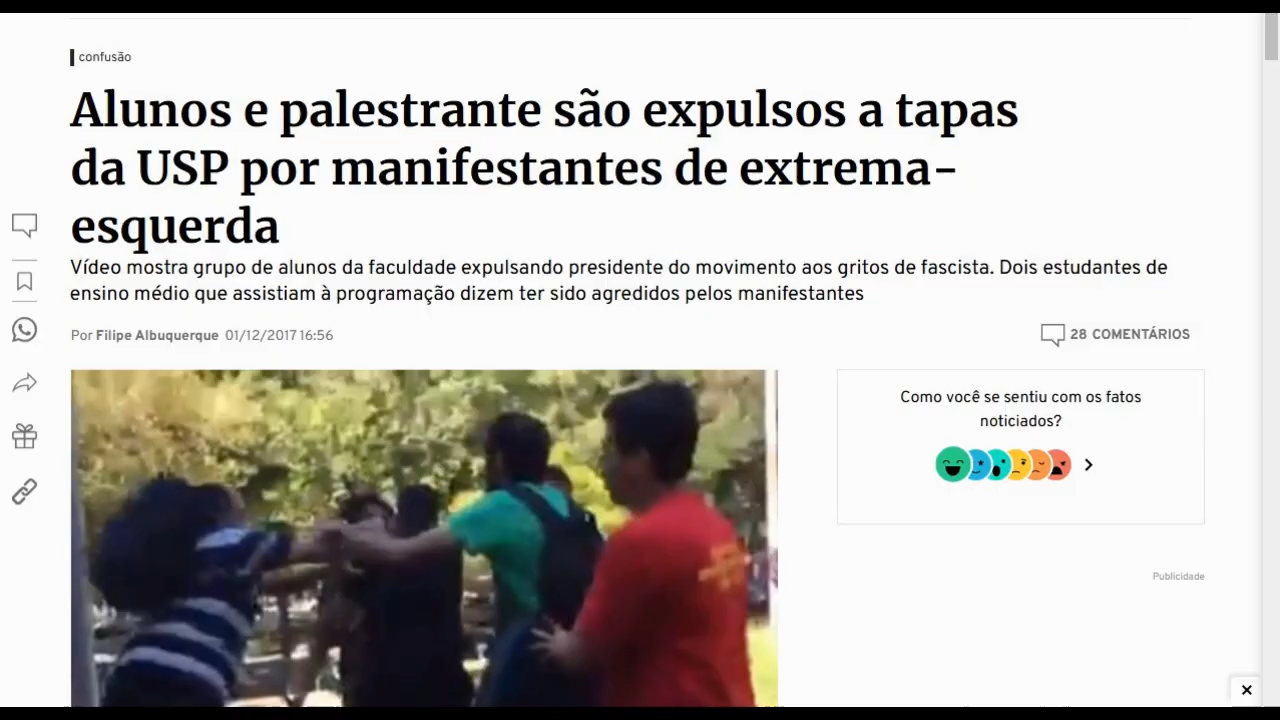 confusão
Alunos e palestrante são expulsos a tapas
da USP por manifestantes de extrema-
esquerda
Vídeo mostra grupo de alunos da faculdade expulsando presidente do movimento aos gritos de fascista. Dois estudantes de
ensino médio que assistiam à programação dizem ter sido agredidos pelos manifestantes
Por Filipe Albuquerque 01/12/2017 16:56
28 COMENTÁRIOS
Como você se sentiu com os fatos
noticiados?
Publicidade